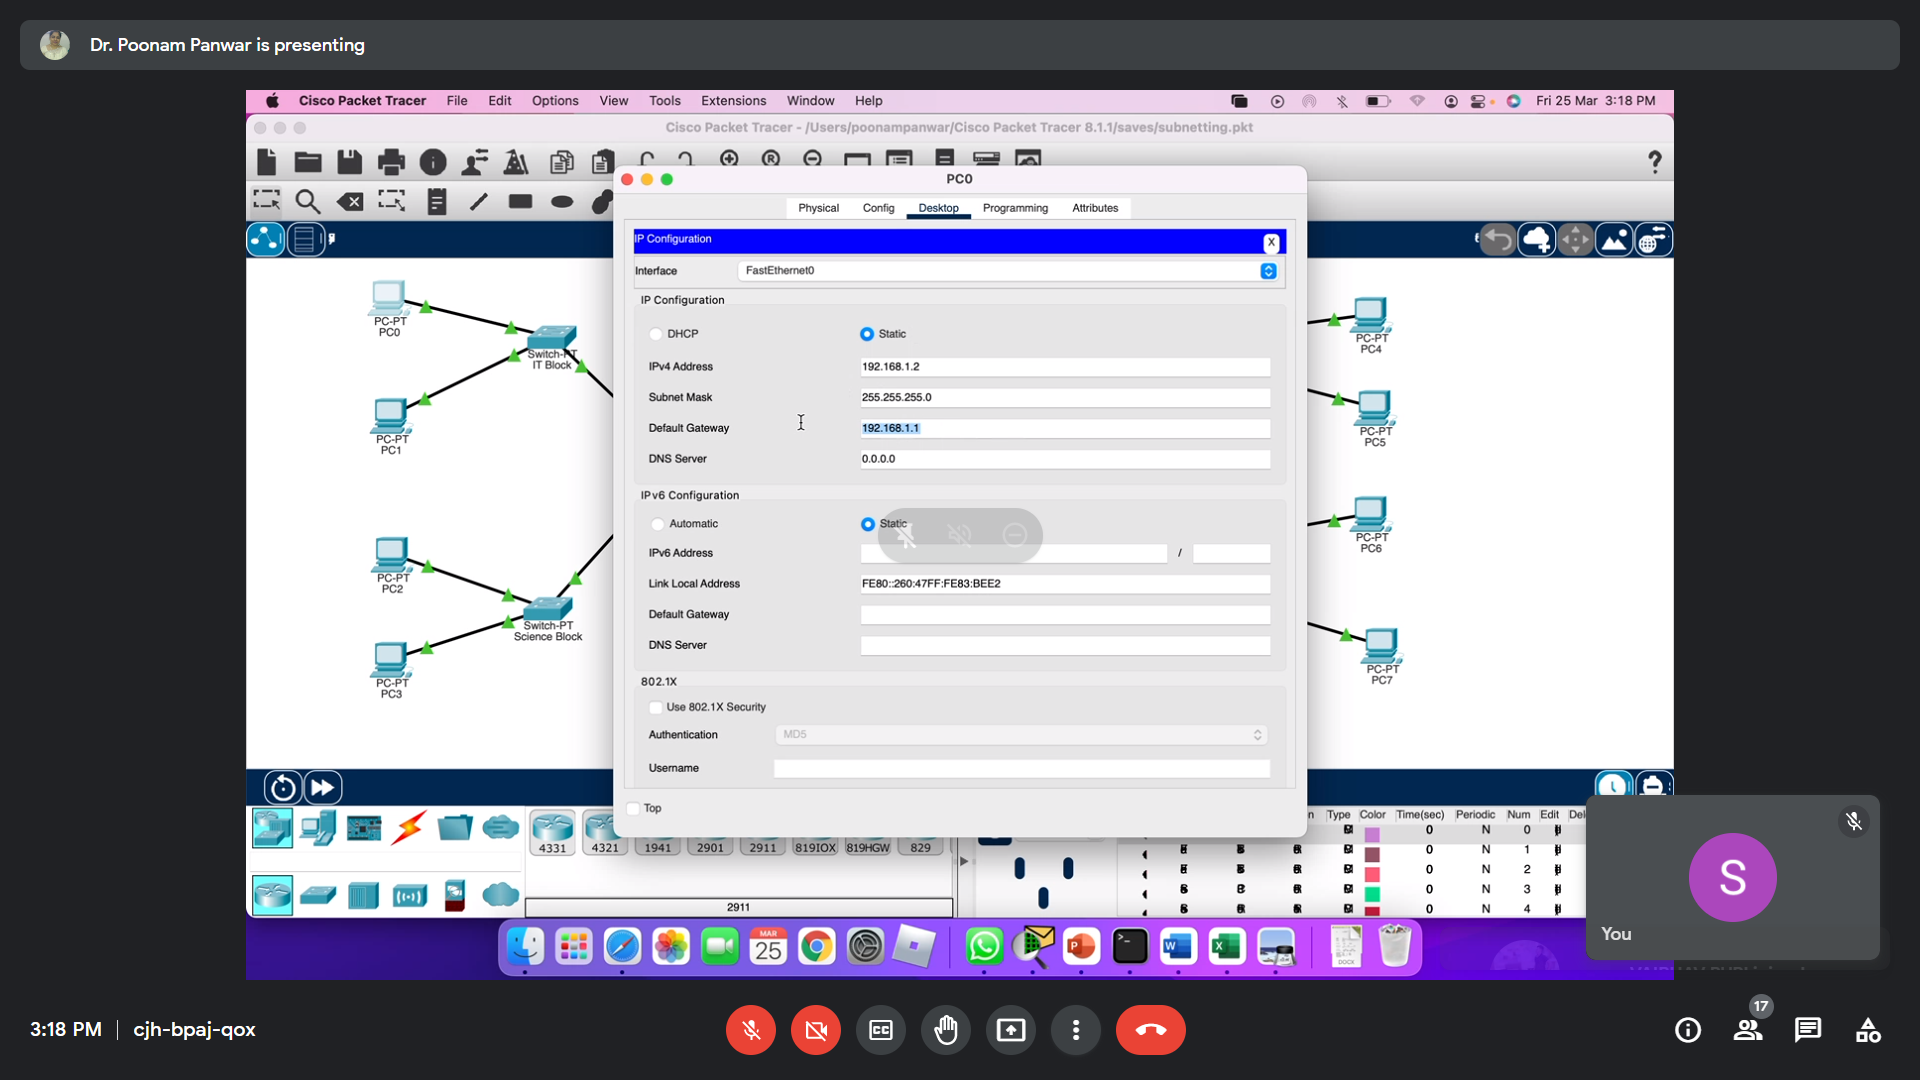 Dr. Poonam Panwar is presenting
Cisco Packet Tracer File Edit Options View Tools Extensions Window Help
Fri 25 Mar 3:18 PM
Cisco Packet Tracer - /Users/poonampanwar/Cisco Packet Tracer 8.1.1/saves/subnetting.pkt
?
PC0
Physical Config Desktop Programming Attributes
IP Configuration
X
Interface FastEthernet0
IP Configuration
DHCP Static
IPv4 Address 192.168.1.2
Subnet Mask 255.255.255.0
Default Gateway 192.168.1.1
DNS Server 0.0.0.0
IPv6 Configuration
Automatic Static
IPv6 Address /
Link Local Address FE80::260:47FF:FE83:BEE2
Default Gateway
DNS Server
802.1X
Use 802.1X Security
Authentication MD5
Username
Top
PC-PT
PC0
Switch-PT
IT Block
PC-PT
PC1
PC-PT
PC2
Switch-PT
Science Block
PC-PT
PC3
PC-PT
PC4
PC-PT
PC5
PC-PT
PC6
PC-PT
PC7
4331 4321 1941 2901 2911 819IOX 819HGW 829
2911
n Type Color Time(sec) Periodic Num Edit Del
0 N 0
0 N 1
0 N 2
0 N 3
0 N 4
MAR
25
DOCX
S
You
3:18 PM | cjh-bpaj-qox
17